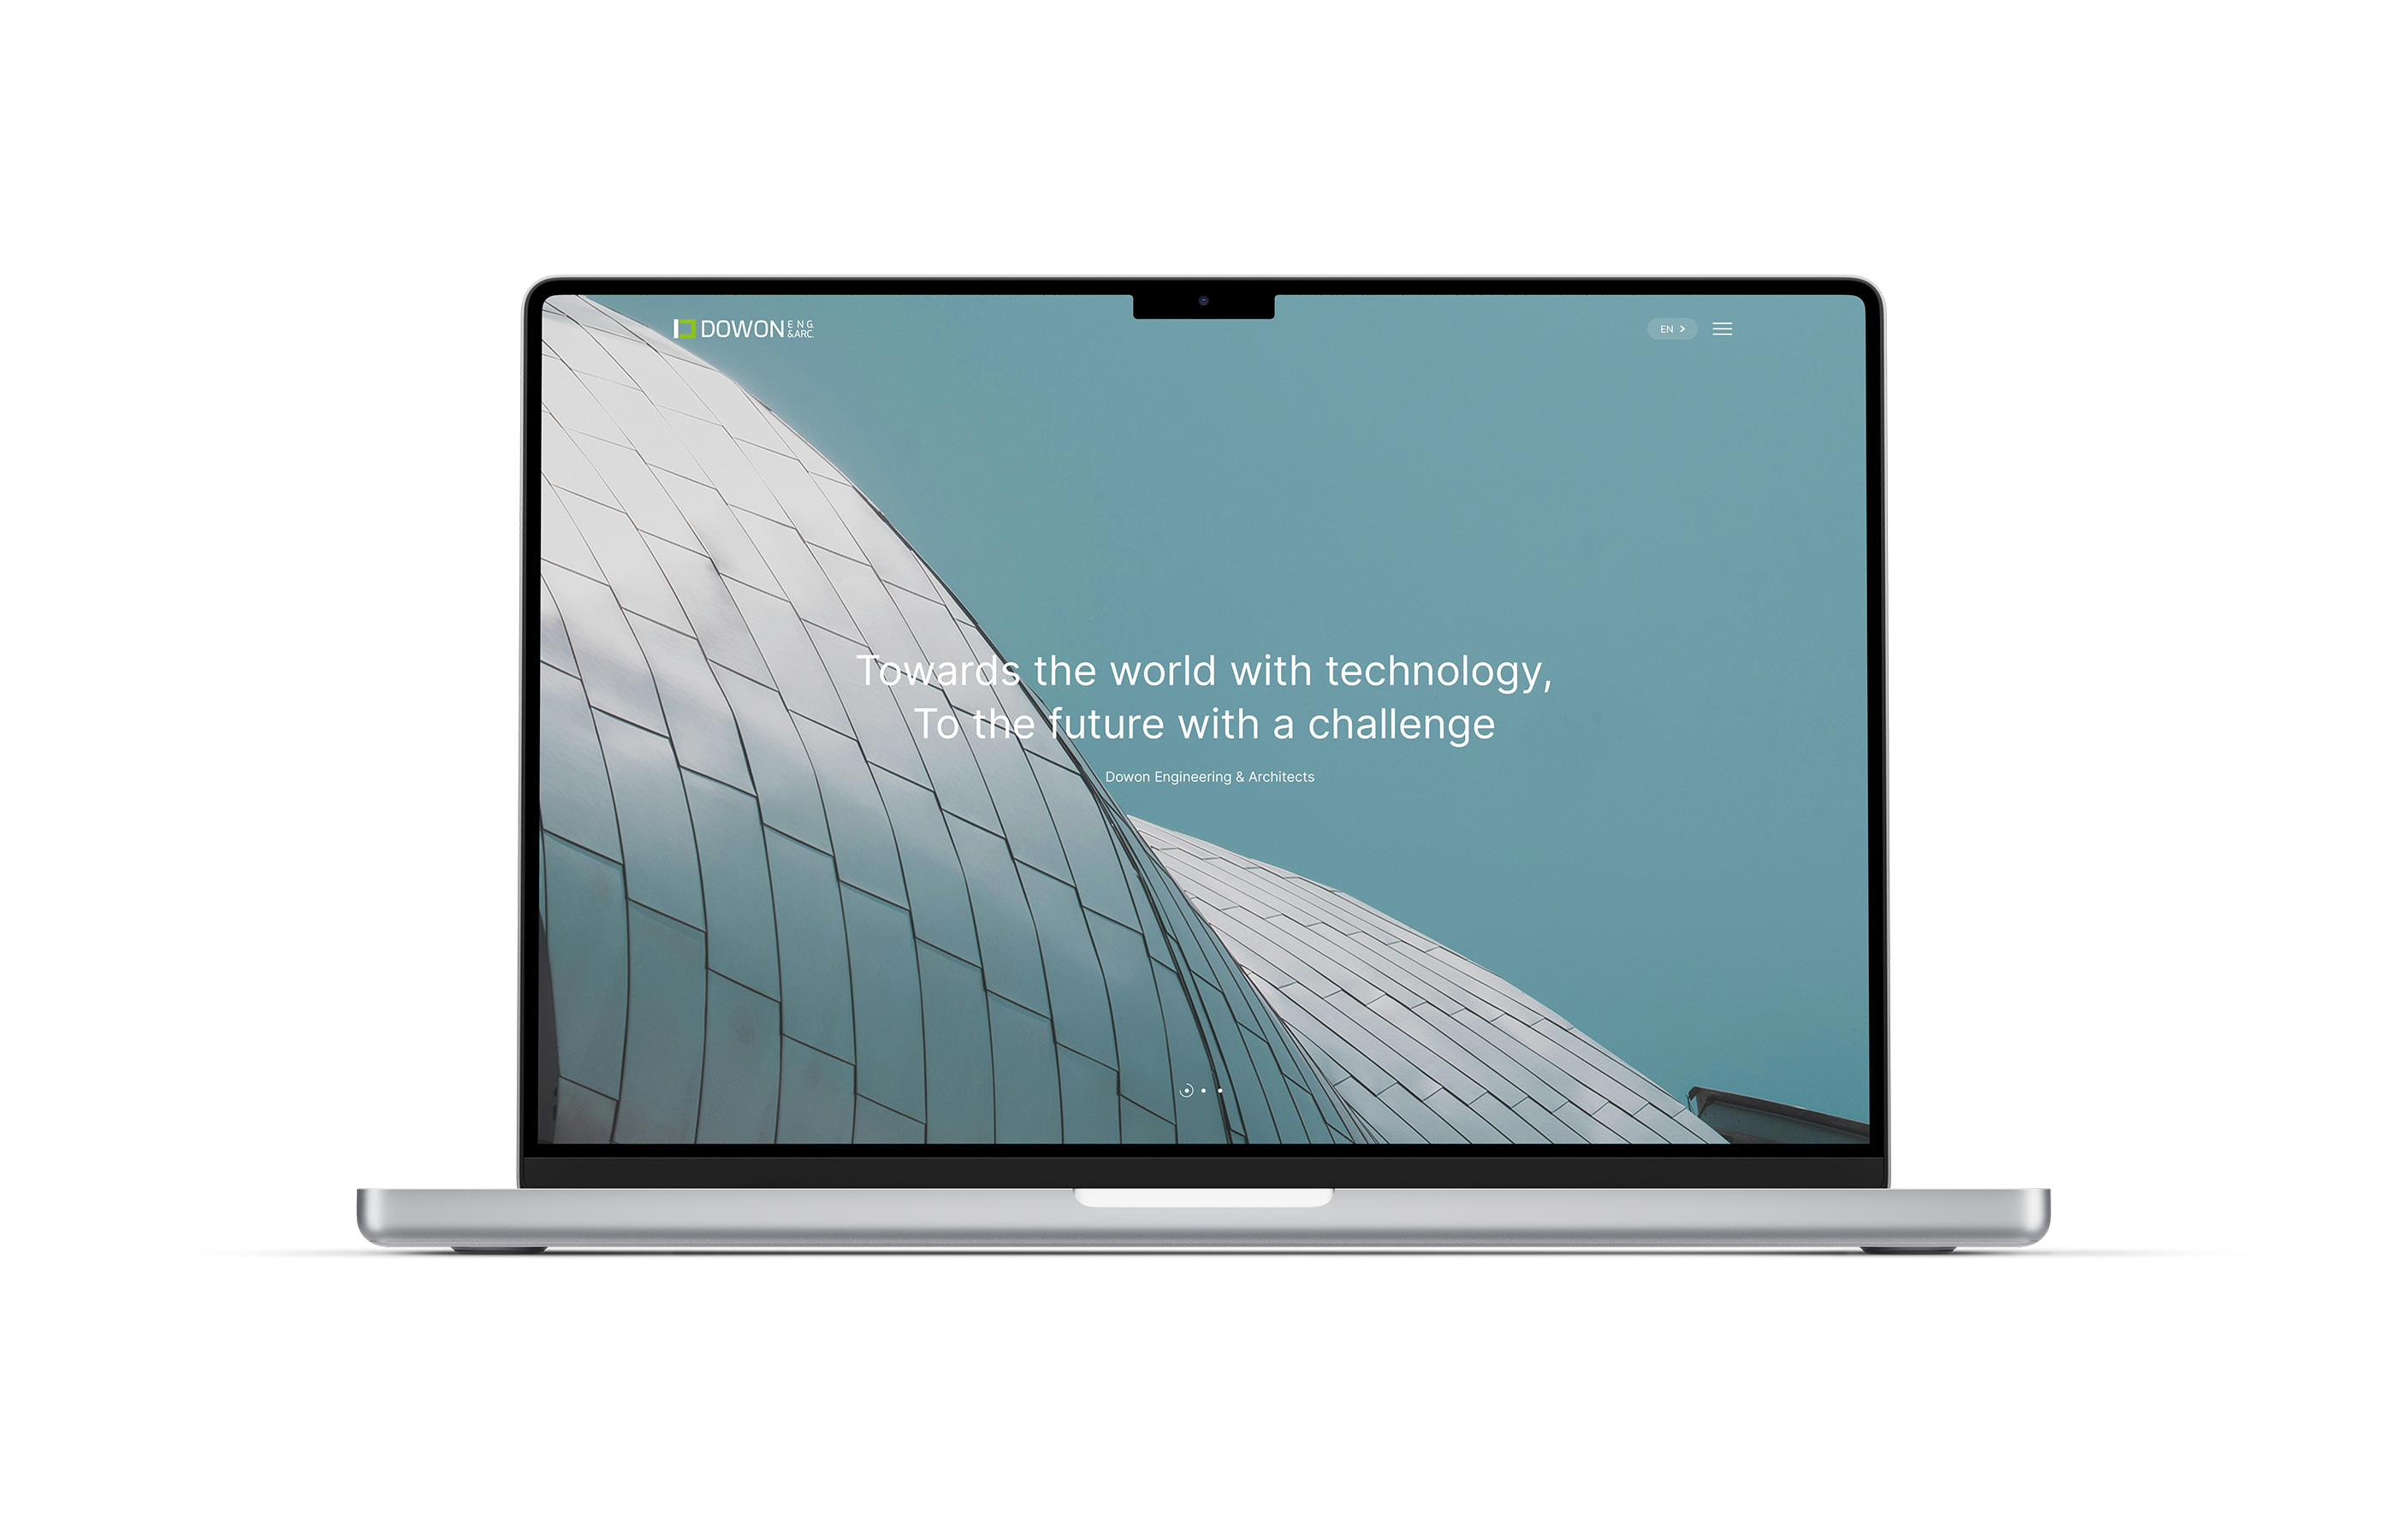 DOWON ENG. &ARC.
EN
Towards the world with technology,
To the future with a challenge
Dowon Engineering & Architects